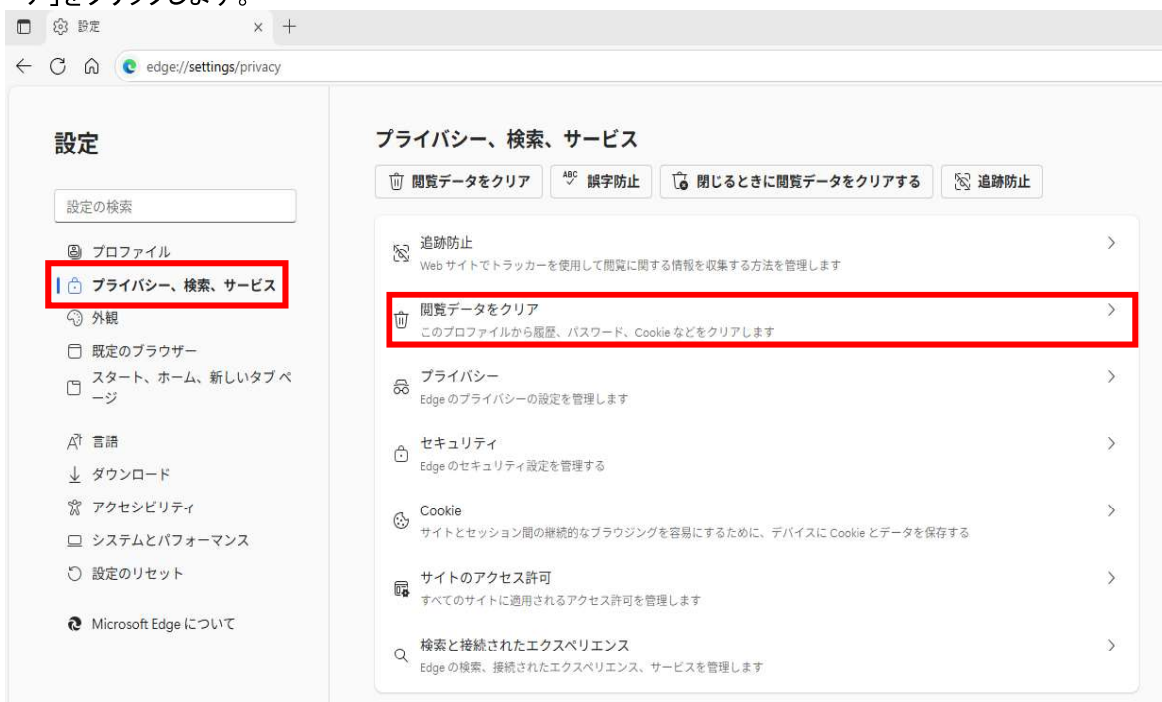 ア」をクリックします。
設定
edge://settings/privacy
設定
設定の検索
プロファイル
プライバシー、検索、サービス
外観
既定のブラウザー
スタート、ホーム、新しいタブ ペ
ージ
言語
ダウンロード
アクセシビリティ
システムとパフォーマンス
設定のリセット
Microsoft Edge について
プライバシー、検索、サービス
閲覧データをクリア
ABC 誤字防止
閉じるときに閲覧データをクリアする
追跡防止
追跡防止
Web サイトでトラッカーを使用して閲覧に関する情報を収集する方法を管理します
閲覧データをクリア
このプロファイルから履歴、パスワード、Cookie などをクリアします
プライバシー
Edge のプライバシーの設定を管理します
セキュリティ
Edge のセキュリティ設定を管理する
Cookie
サイトとセッション間の継続的なブラウジングを容易にするために、デバイスに Cookie とデータを保存する
サイトのアクセス許可
すべてのサイトに適用されるアクセス許可を管理します
検索と接続されたエクスペリエンス
Edge の検索、接続されたエクスペリエンス、サービスを管理します